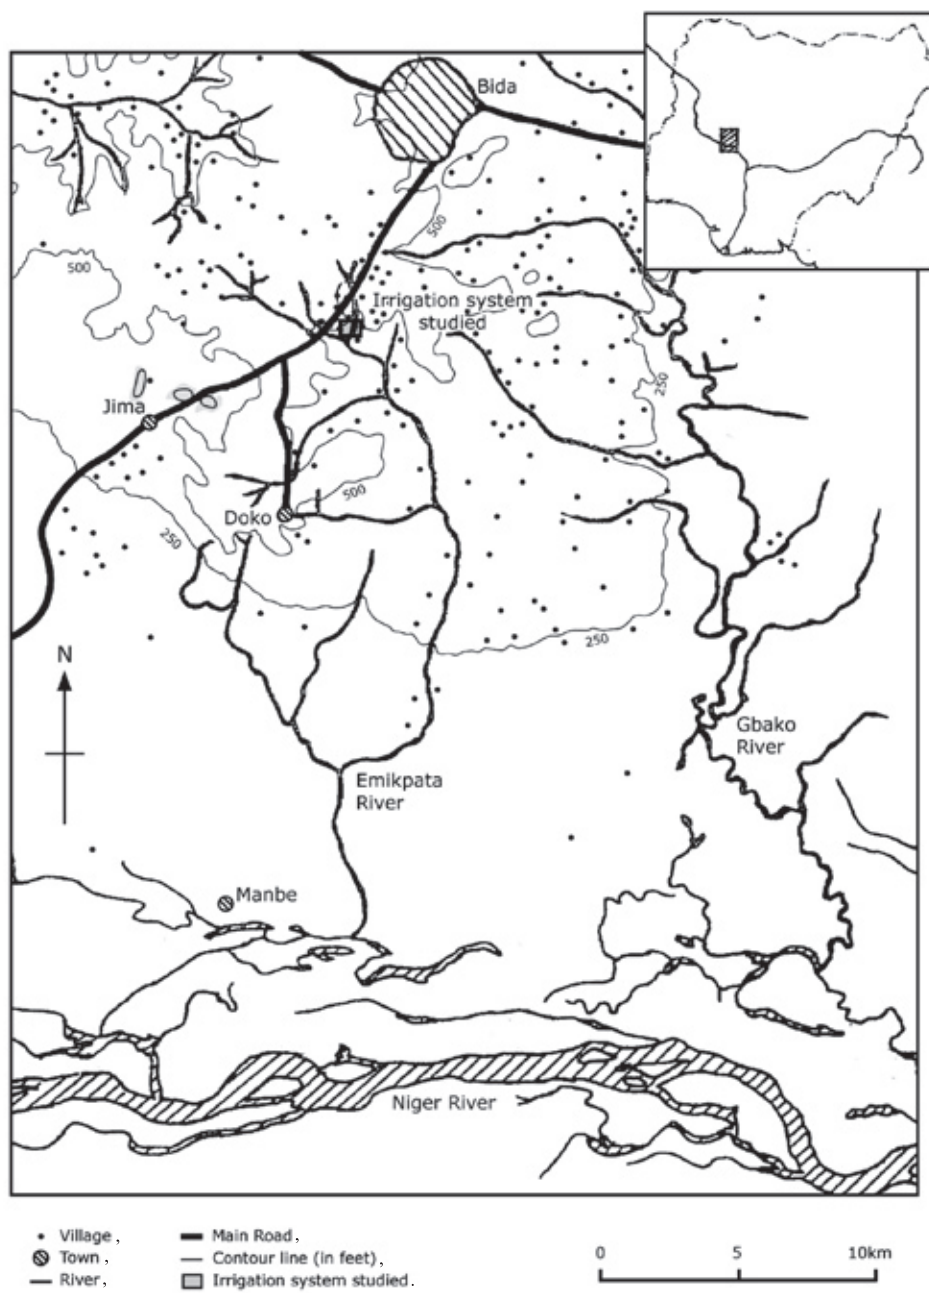 Bida
500
500
Irrigation system
studied
250
Jima
500
Doko
250
250
N
Gbako
River
Emikpata
River
Manbe
Niger River
Village ,
Town ,
River ,
Main Road ,
Contour line (in feet) ,
Irrigation system studied.
0 5 10km